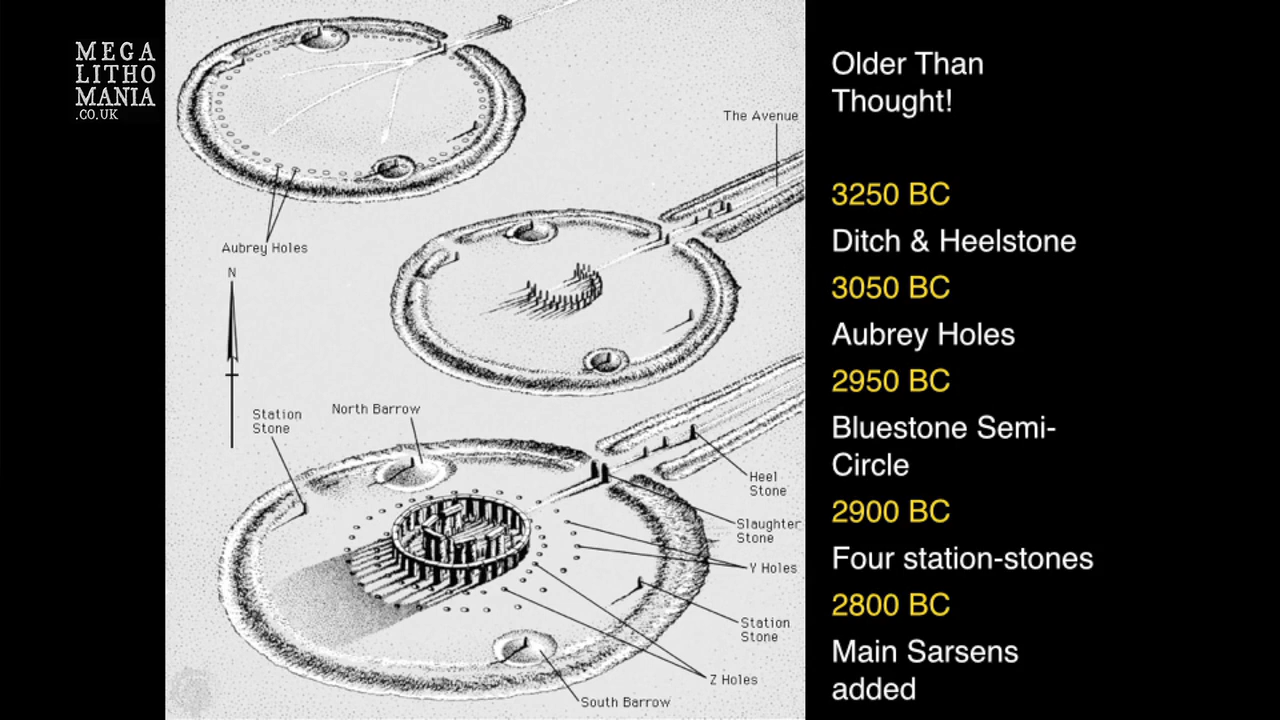 MEGA
LITHO
MANIA
.CO.UK
Aubrey Holes
N
The Avenue
Station
Stone
North Barrow
Heel
Stone
Slaughter
Stone
Y Holes
Station
Stone
Z Holes
South Barrow
Older Than
Thought!
3250 BC
Ditch & Heelstone
3050 BC
Aubrey Holes
2950 BC
Bluestone Semi-
Circle
2900 BC
Four station-stones
2800 BC
Main Sarsens
added